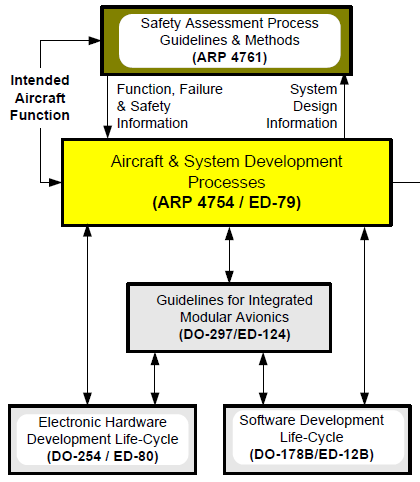 Safety Assessment Process
Guidelines & Methods
(ARP 4761)
Intended
Aircraft
Function
Function, Failure
& Safety
Information
System
Design
Information
Aircraft & System Development
Processes
(ARP 4754 / ED-79)
Guidelines for Integrated
Modular Avionics
(DO-297/ED-124)
Electronic Hardware
Development Life-Cycle
(DO-254 / ED-80)
Software Development
Life-Cycle
(DO-178B/ED-12B)